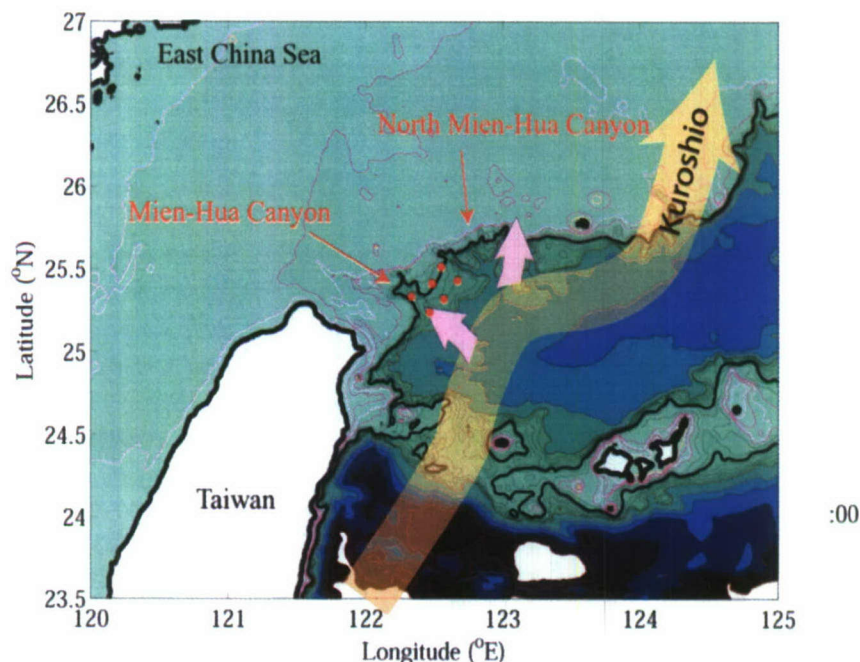 27
26.5
26
25.5
25
24.5
24
23.5
120
121
122
123
124
125
Latitude (°N)
Longitude (°E)
East China Sea
North Mien-Hua Canyon
Mien-Hua Canyon
Kuroshio
Taiwan
:00